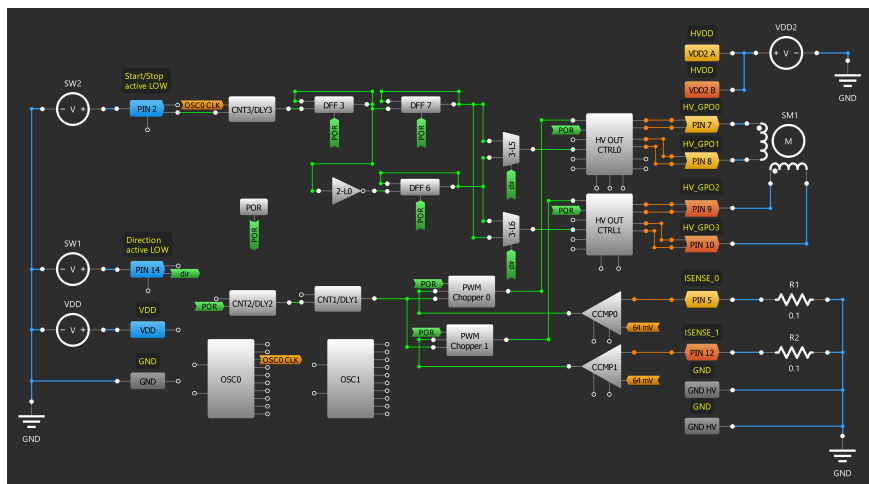 HVDD
VDD2
VDD2 A
+ V -
HVDD
VDD2 B
GND
SW2
Start/Stop
active LOW
- V +
PIN 2
OSC0 CLK
CNT3/DLY3
DFF 3
DFF 7
POR
POR
HV_GPO0
PIN 7
SM1
M
POR
HV OUT
CTRL0
HV_GPO1
PIN 8
3-L5
dir
2-L0
DFF 6
POR
HV_GPO2
PIN 9
POR
HV OUT
CTRL1
HV_GPO3
PIN 10
3-L6
dir
POR
POR
SW1
Direction
active LOW
- V +
PIN 14
dir
POR
CNT2/DLY2
CNT1/DLY1
POR
PWM
Chopper 0
POR
PWM
Chopper 1
VDD
- V +
VDD
VDD
GND
GND
GND
OSC0
OSC0 CLK
OSC1
CCMP0
64 mV
CCMP1
64 mV
ISENSE_0
PIN 5
R1
0.1
ISENSE_1
PIN 12
R2
0.1
GND
GND HV
GND
GND HV
GND